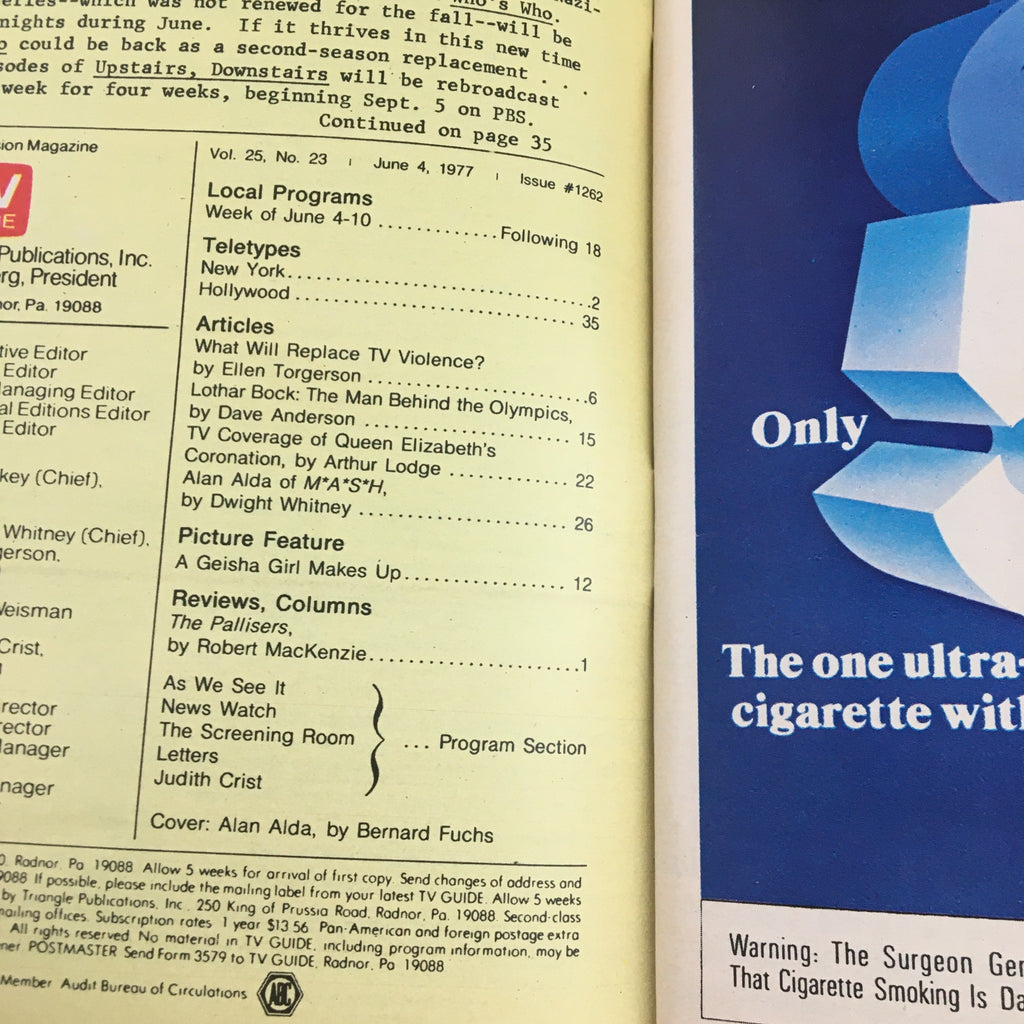 Who's Who.
which was not renewed for the fall--will be
nights during June. If it thrives in this new time
could be back as a second-season replacement . . .
sodes of Upstairs, Downstairs will be rebroadcast
week for four weeks, beginning Sept. 5 on PBS.
Continued on page 35
ion Magazine
V
E
Publications, Inc.
rg, President
nor, Pa. 19088
tive Editor
Editor
Managing Editor
al Editions Editor
Editor
key (Chief),
Whitney (Chief),
gerson,
Weisman
Crist,
rector
rector
Manager
nager
Vol. 25, No. 23 | June 4, 1977 | Issue #1262
Local Programs
Week of June 4-10 ............Following 18
Teletypes
New York...............................2
Hollywood ............................ 35
Articles
What Will Replace TV Violence?
by Ellen Torgerson ......................6
Lothar Bock: The Man Behind the Olympics,
by Dave Anderson ...................... 15
TV Coverage of Queen Elizabeth's
Coronation, by Arthur Lodge ............ 22
Alan Alda of M*A*S*H,
by Dwight Whitney ...................... 26
Picture Feature
A Geisha Girl Makes Up................. 12
Reviews, Columns
The Pallisers,
by Robert MacKenzie......................1
As We See It
News Watch
The Screening Room
Letters
Judith Crist
... Program Section
Cover: Alan Alda, by Bernard Fuchs
0, Radnor, Pa 19088 Allow 5 weeks for arrival of first copy. Send changes of address and
9088 If possible, please include the mailing label from your latest TV GUIDE. Allow 5 weeks
by Triangle Publications, Inc., 250 King of Prussia Road, Radnor, Pa. 19088. Second-class
mailing offices. Subscription rates 1 year $13.56 Pan-American and foreign postage extra
All rights reserved. No material in TV GUIDE, including program information, may be
ner POSTMASTER Send Form 3579 to TV GUIDE, Radnor, Pa 19088
Member Audit Bureau of Circulations
ABC
Only
The one ultra-
cigarette with
Warning: The Surgeon Gen
That Cigarette Smoking Is Da